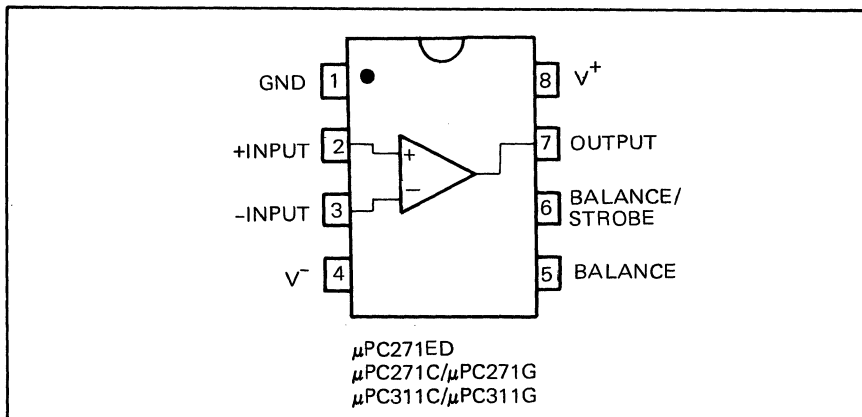 GND 1
+INPUT 2
-INPUT 3
V- 4
8 V+
7 OUTPUT
6 BALANCE/
STROBE
5 BALANCE
+
−
μPC271ED
μPC271C/μPC271G
μPC311C/μPC311G